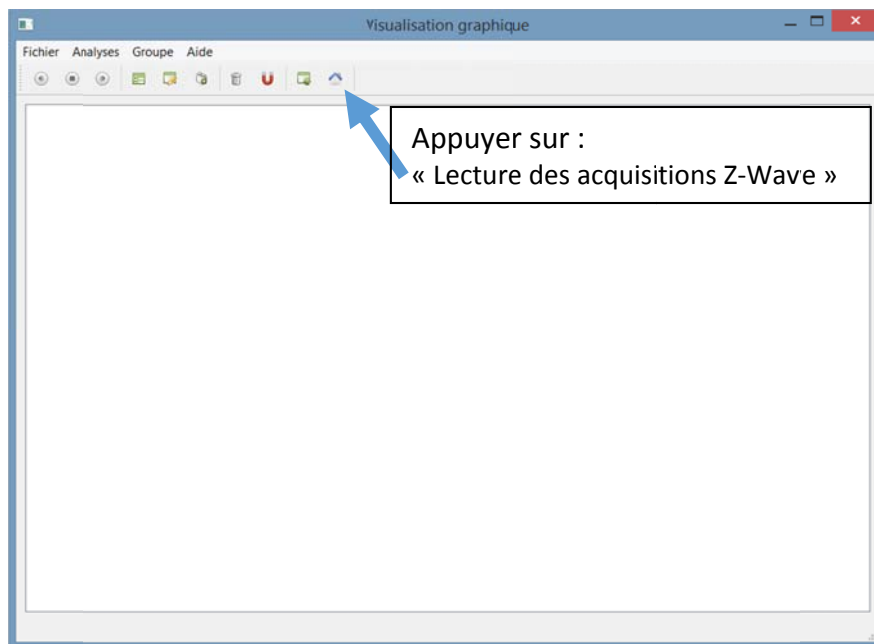 Visualisation graphique
Fichier Analyses Groupe Aide
Appuyer sur :
« Lecture des acquisitions Z-Wave »